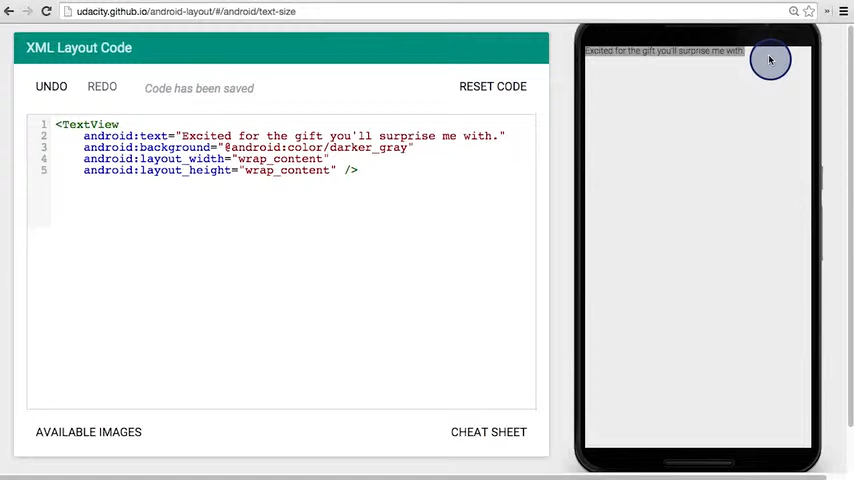 udacity.github.io/android-layout/#/android/text-size
XML Layout Code
UNDO REDO Code has been saved RESET CODE
1 <TextView
2 android:text="Excited for the gift you'll surprise me with."
3 android:background="@android:color/darker_gray"
4 android:layout_width="wrap_content"
5 android:layout_height="wrap_content" />
AVAILABLE IMAGES CHEAT SHEET
Excited for the gift you'll surprise me with.